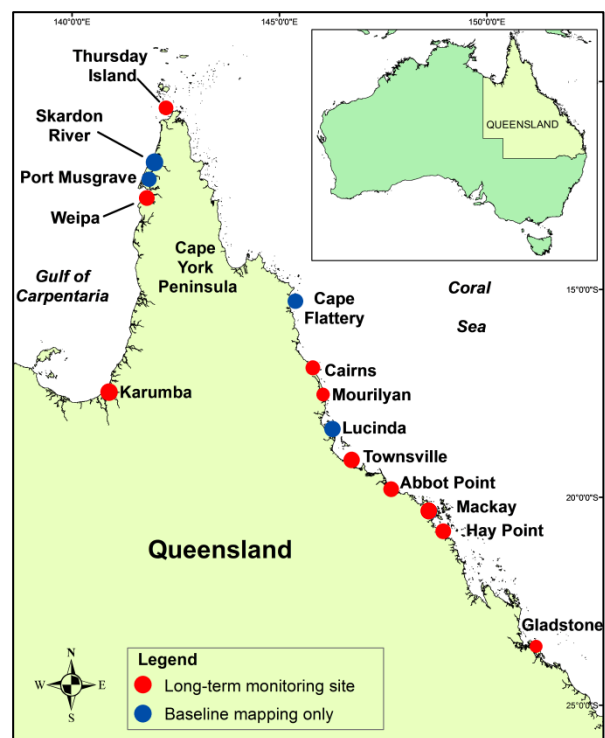 140°0'0"E
145°0'0"E
150°0'0"E
Thursday
Island
Skardon
River
Port Musgrave
Weipa
QUEENSLAND
Cape
York
Peninsula
Gulf of
Carpentaria
Coral
Sea
15°0'0"S
Cape
Flattery
Cairns
Mourilyan
Karumba
Lucinda
Townsville
Abbot Point
Mackay
20°0'0"S
Hay Point
Queensland
Gladstone
Legend
Long-term monitoring site
Baseline mapping only
N
W
E
S
25°0'0"S